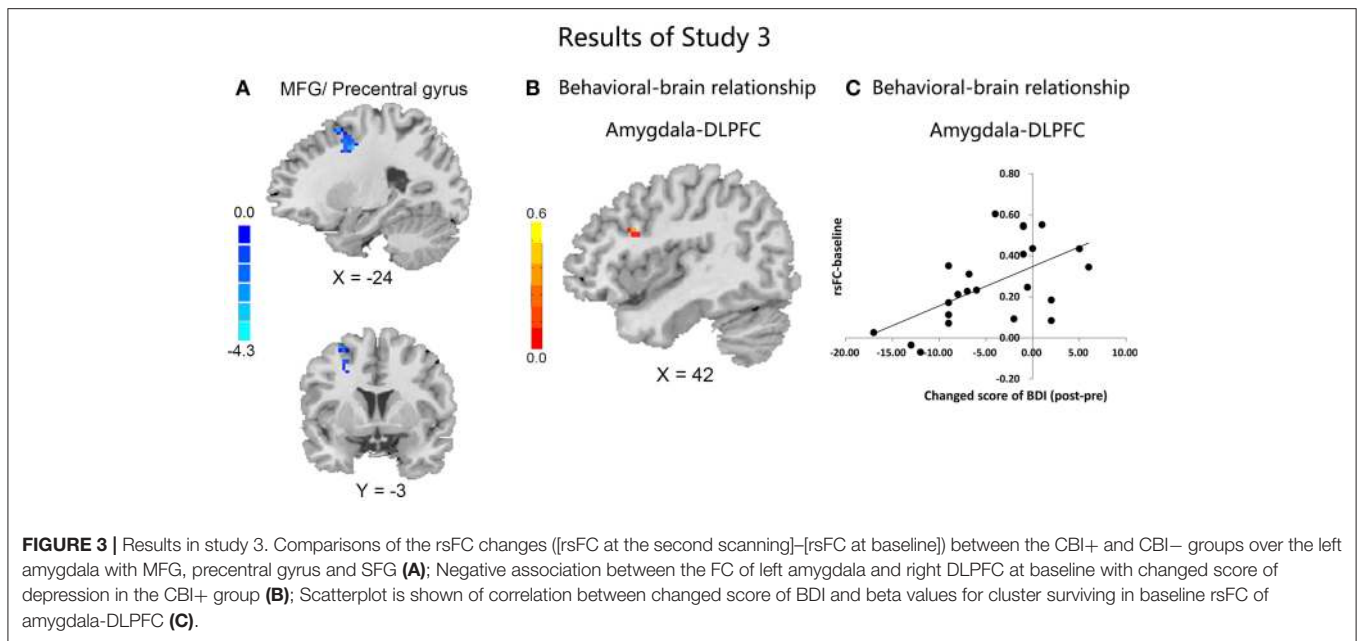 Results of Study 3
A
MFG/ Precentral gyrus
0.0
-4.3
X = -24
Y = -3
B Behavioral-brain relationship
Amygdala-DLPFC
0.6
0.0
X = 42
C Behavioral-brain relationship
Amygdala-DLPFC
rsFC-baseline
0.80
0.60
0.40
0.20
0.00
-0.20
-20.00 -15.00 -10.00 -5.00 0.00 5.00 10.00
Changed score of BDI (post-pre)
FIGURE 3 | Results in study 3. Comparisons of the rsFC changes ([rsFC at the second scanning]–[rsFC at baseline]) between the CBI+ and CBI− groups over the left
amygdala with MFG, precentral gyrus and SFG (A); Negative association between the FC of left amygdala and right DLPFC at baseline with changed score of
depression in the CBI+ group (B); Scatterplot is shown of correlation between changed score of BDI and beta values for cluster surviving in baseline rsFC of
amygdala-DLPFC (C).